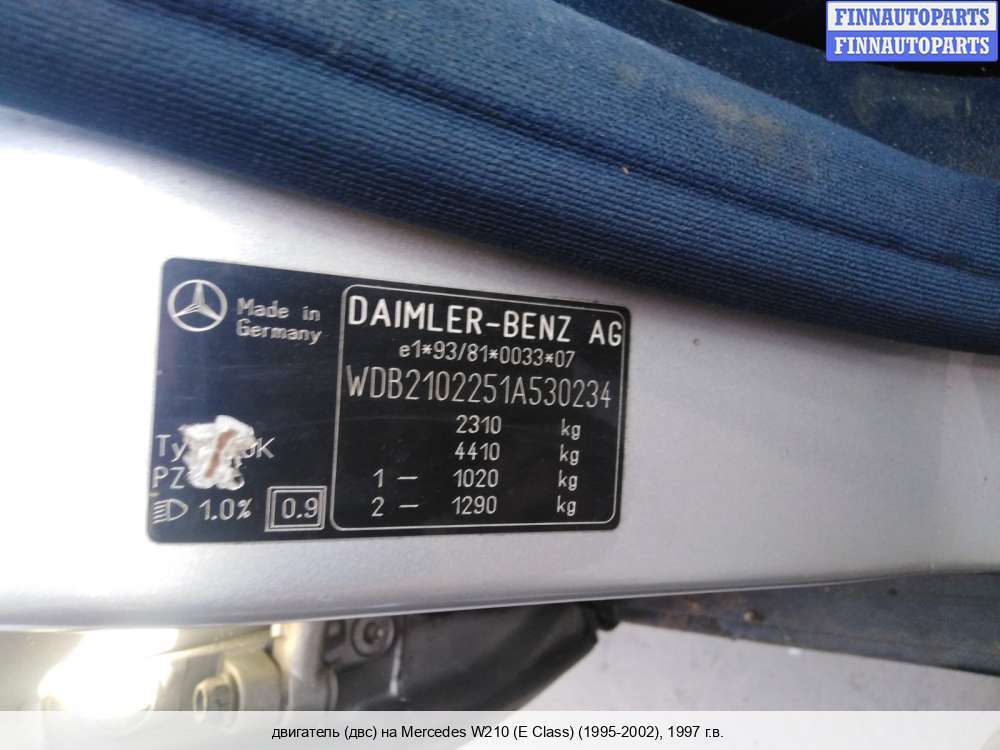 FINNAUTOPARTS
FINNAUTOPARTS
Made in
Germany
DAIMLER-BENZ AG
e1*93/81*0033*07
WDB2102251A530234
2310 kg
4410 kg
1 — 1020 kg
2 — 1290 kg
1.0% 0.9
двигатель (двс) на Mercedes W210 (E Class) (1995-2002), 1997 г.в.